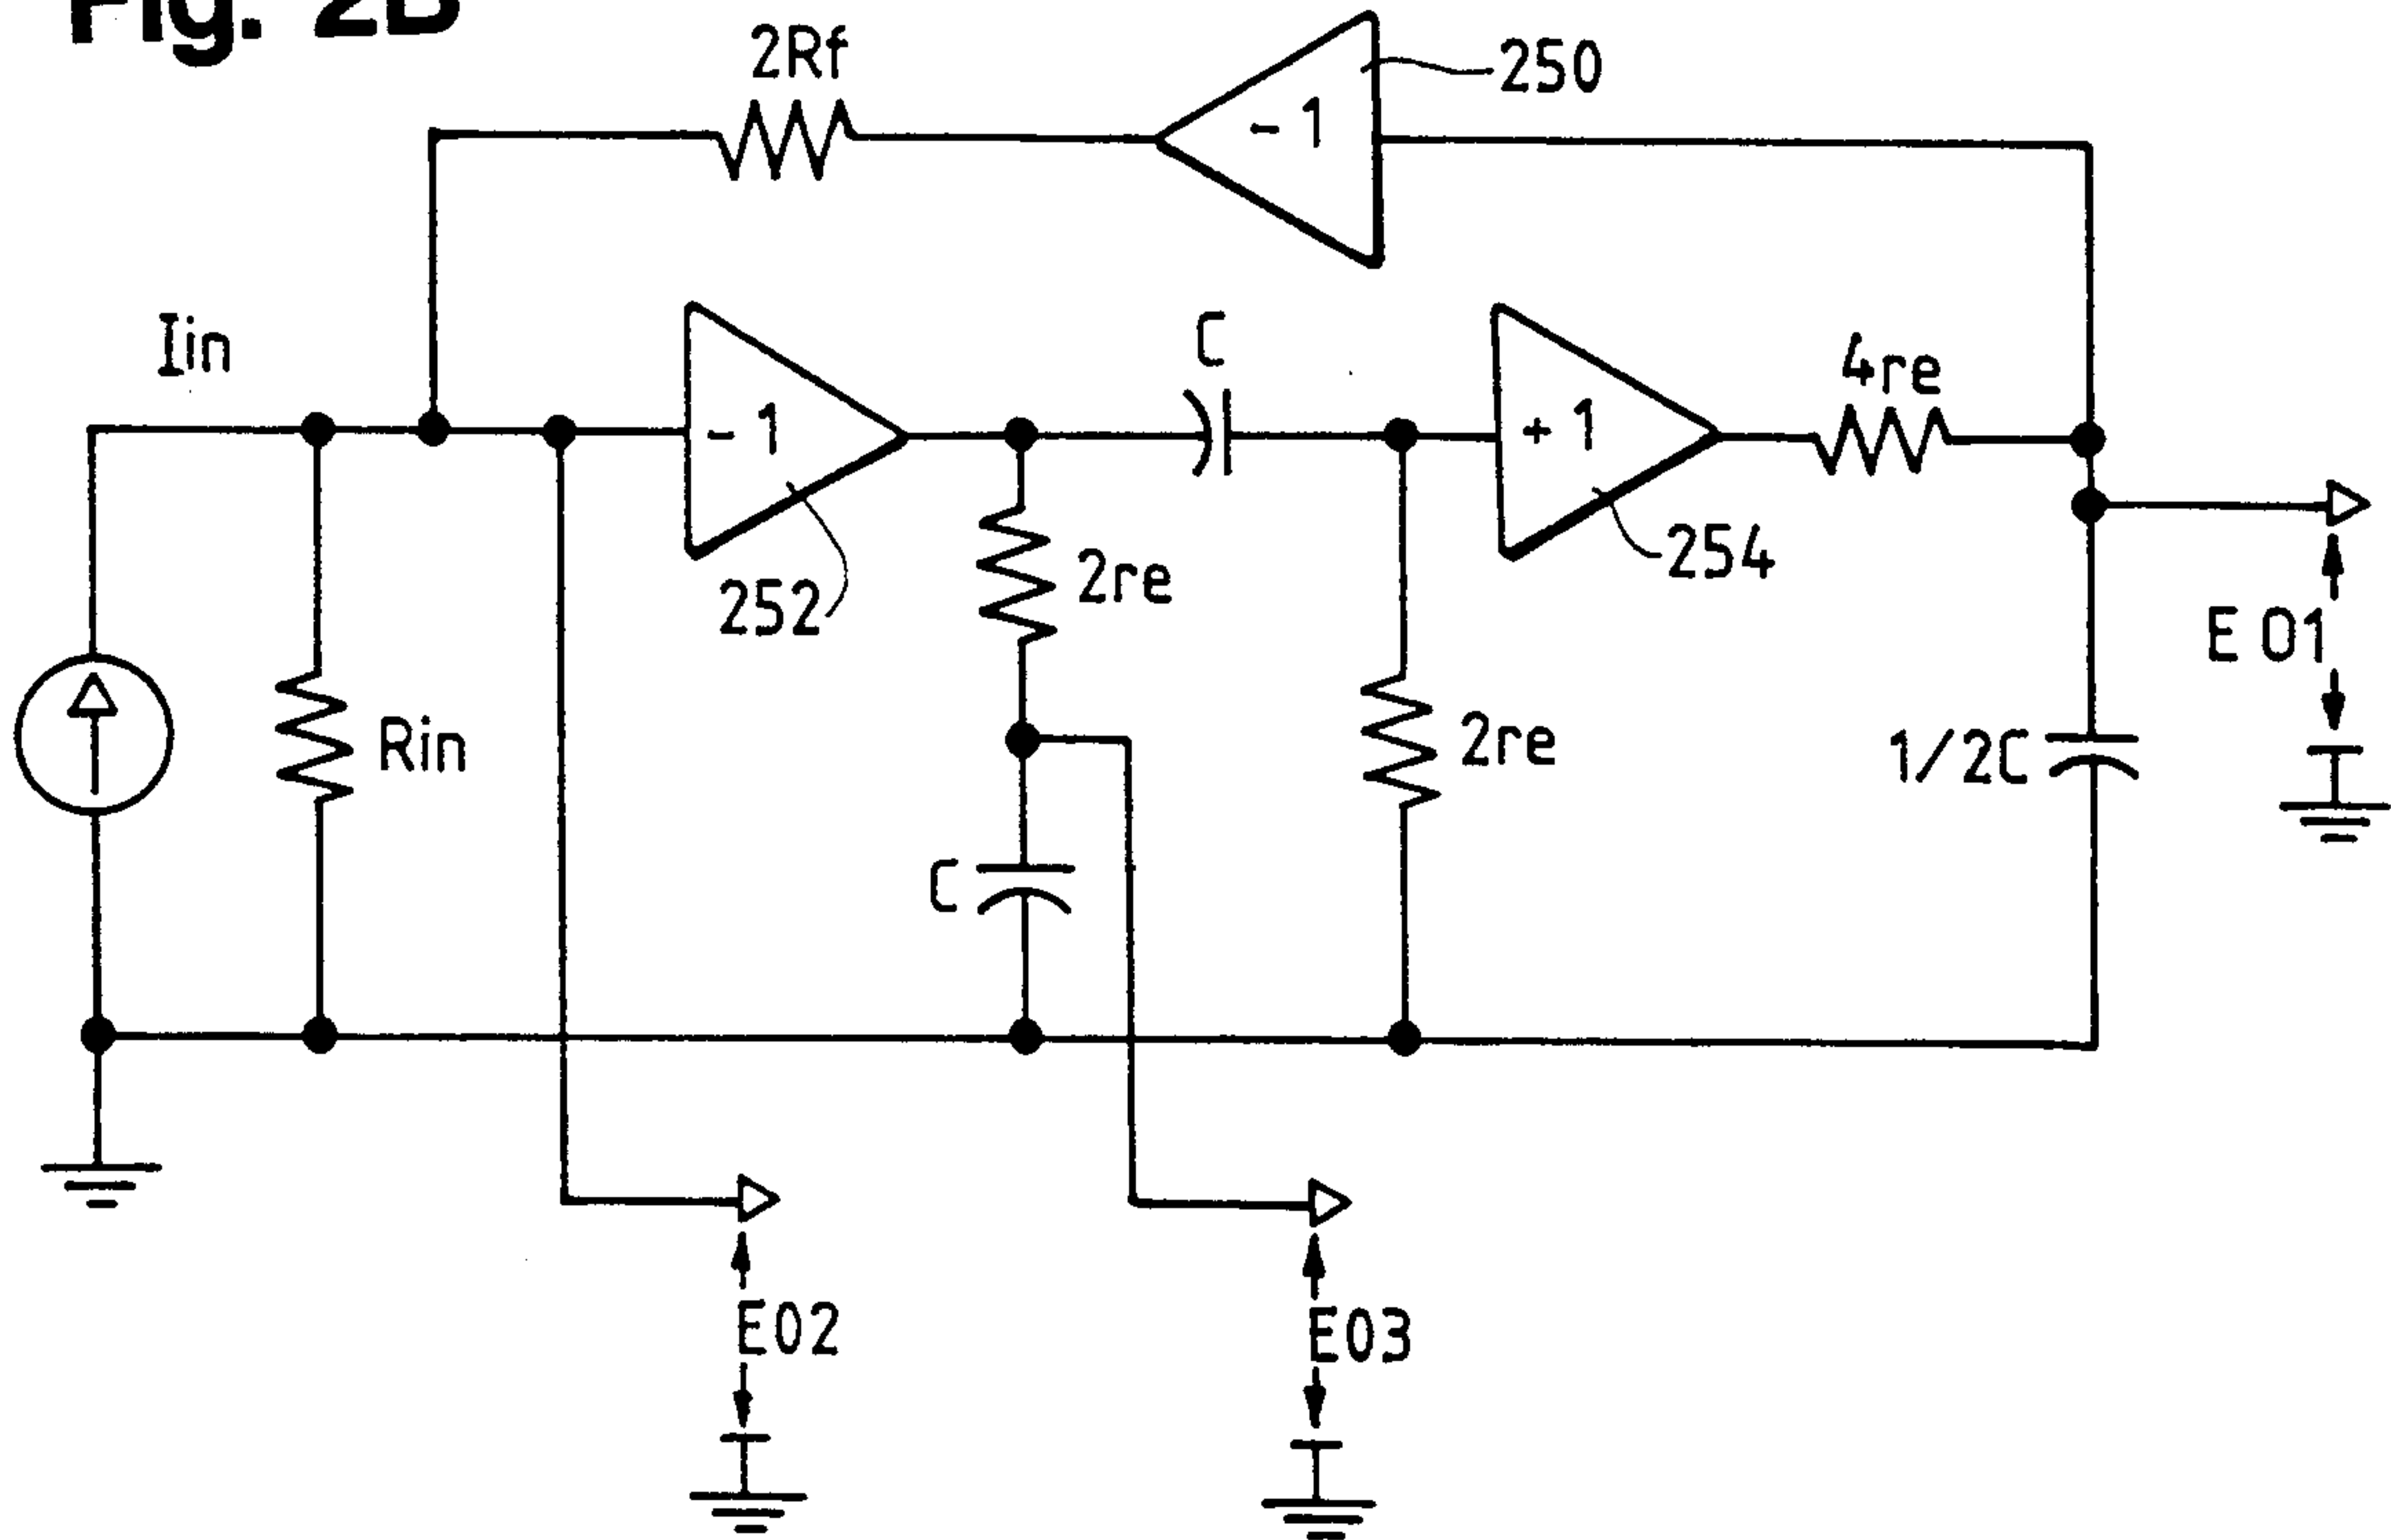 Fig. 2B
2Rf
250
- 1
Iin
- 1
C
+ 1
4re
252
2re
254
E01
Rin
2re
1/2C
C
E02
E03